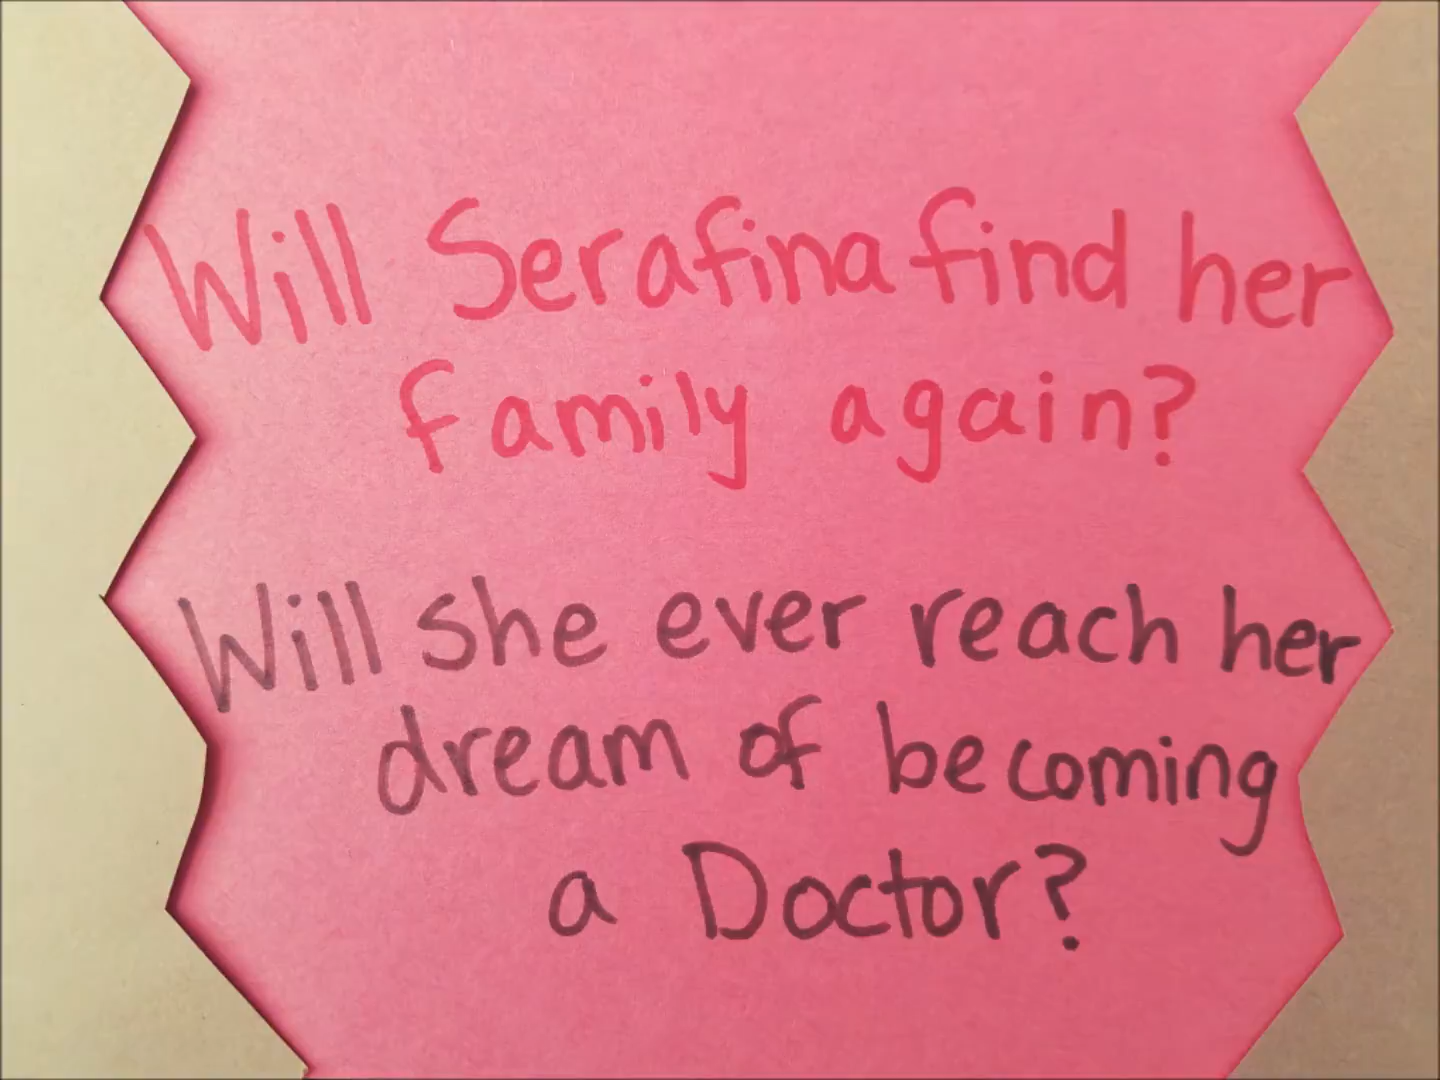 Will Serafina find her
family again?
Will she ever reach her
dream of becoming
a Doctor?